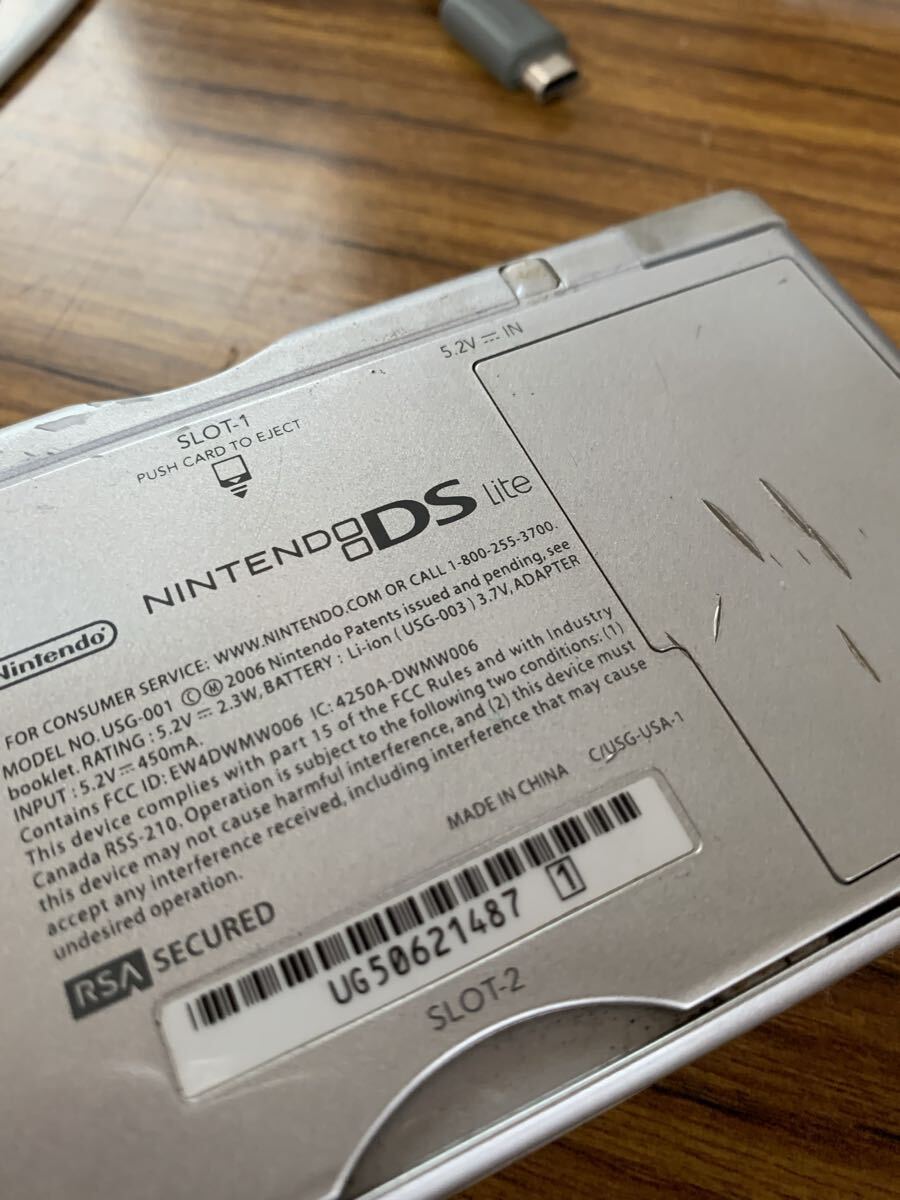 5.2V ⎓ IN
SLOT-1
PUSH CARD TO EJECT
NINTENDO DS Lite
Nintendo®
FOR CONSUMER SERVICE: WWW.NINTENDO.COM OR CALL 1-800-255-3700.
MODEL NO. USG-001 Ⓒ Ⓜ 2006 Nintendo Patents issued and pending, see
booklet. RATING : 5.2V ⎓ 2.3W, BATTERY : Li-ion ( USG-003 ) 3.7V, ADAPTER
INPUT : 5.2V ⎓ 450mA.
Contains FCC ID: EW4DWMW006 IC: 4250A-DWMW006
This device complies with part 15 of the FCC Rules and with Industry
Canada RSS-210. Operation is subject to the following two conditions: (1)
this device may not cause harmful interference, and (2) this device must
accept any interference received, including interference that may cause
undesired operation.
MADE IN CHINA C/USG-USA-1
RSA SECURED
UG50621487 1
SLOT-2